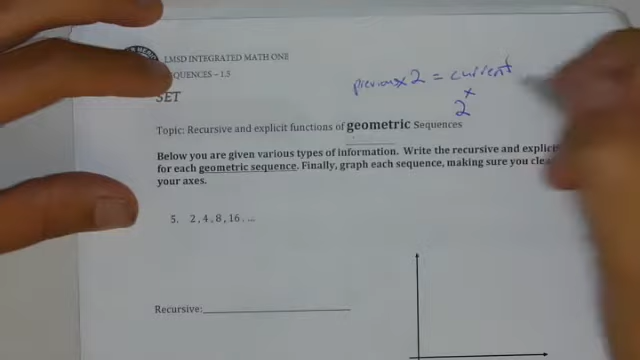 LMSD INTEGRATED MATH ONE
previous x 2 = current
QUENCES – 1.5
x
SET
2
Topic: Recursive and explicit functions of geometric Sequences
Below you are given various types of information. Write the recursive and explicit
for each geometric sequence. Finally, graph each sequence, making sure you
your axes.
5. 2 , 4 , 8 , 16 , ...
Recursive: